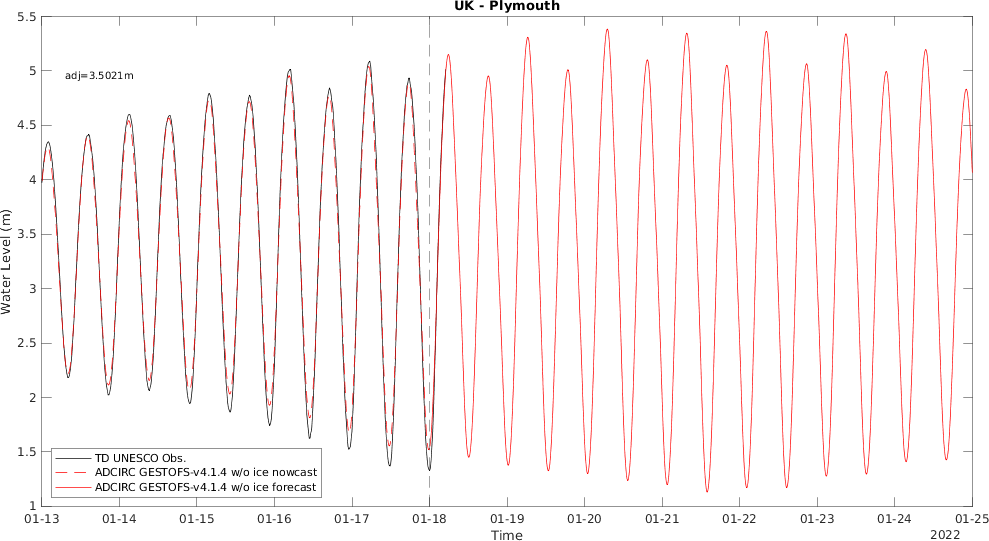 UK - Plymouth
5.5
adj=3.5021m
5
4.5
4
3.5
3
2.5
2
1.5
1
Water Level (m)
TD UNESCO Obs.
ADCIRC GESTOFS-v4.1.4 w/o ice nowcast
ADCIRC GESTOFS-v4.1.4 w/o ice forecast
01-13 01-14 01-15 01-16 01-17 01-18 01-19 01-20 01-21 01-22 01-23 01-24 01-25
Time
2022